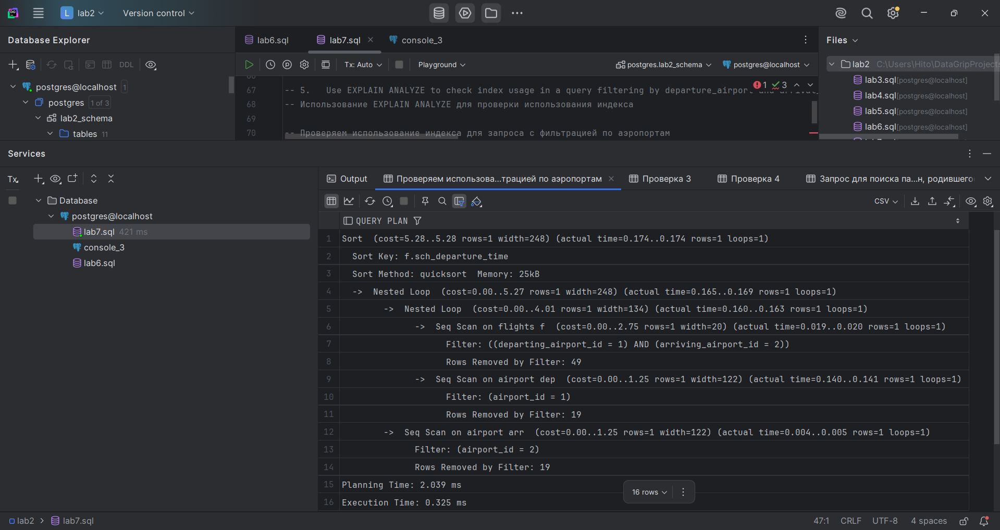 L lab2 Version control
Database Explorer
lab6.sql lab7.sql console_3
Files
DDL
Tx: Auto Playground postgres.lab2_schema postgres@localhost
lab2 C:\Users\Hito\DataGripProjects
postgres@localhost 1
postgres 1 of 3
lab2_schema
tables 11
67 -- 5. Use EXPLAIN ANALYZE to check index usage in a query filtering by departure_airport and arrival_
1 3
68 -- Использование EXPLAIN ANALYZE для проверки использования индекса
69
70 -- Проверяем использование индекса для запроса с фильтрацией по аэропортам
lab3.sql [postgres@localhost]
lab4.sql [postgres@localhost]
lab5.sql [postgres@localhost]
lab6.sql [postgres@localhost]
Services
Tx
Database
postgres@localhost
lab7.sql 421 ms
console_3
lab6.sql
Output Проверяем использова...трацией по аэропортам Проверка 3 Проверка 4 Запрос для поиска па...н, родившего
CSV
QUERY PLAN
1 Sort (cost=5.28..5.28 rows=1 width=248) (actual time=0.174..0.174 rows=1 loops=1)
2 Sort Key: f.sch_departure_time
3 Sort Method: quicksort Memory: 25kB
4 -> Nested Loop (cost=0.00..5.27 rows=1 width=248) (actual time=0.165..0.169 rows=1 loops=1)
5 -> Nested Loop (cost=0.00..4.01 rows=1 width=134) (actual time=0.160..0.163 rows=1 loops=1)
6 -> Seq Scan on flights f (cost=0.00..2.75 rows=1 width=20) (actual time=0.019..0.020 rows=1 loops=1)
7 Filter: ((departing_airport_id = 1) AND (arriving_airport_id = 2))
8 Rows Removed by Filter: 49
9 -> Seq Scan on airport dep (cost=0.00..1.25 rows=1 width=122) (actual time=0.140..0.141 rows=1 loops=1)
10 Filter: (airport_id = 1)
11 Rows Removed by Filter: 19
12 -> Seq Scan on airport arr (cost=0.00..1.25 rows=1 width=122) (actual time=0.004..0.005 rows=1 loops=1)
13 Filter: (airport_id = 2)
14 Rows Removed by Filter: 19
15 Planning Time: 2.039 ms
16 Execution Time: 0.325 ms
16 rows
lab2 > lab7.sql
47:1 CRLF UTF-8 4 spaces